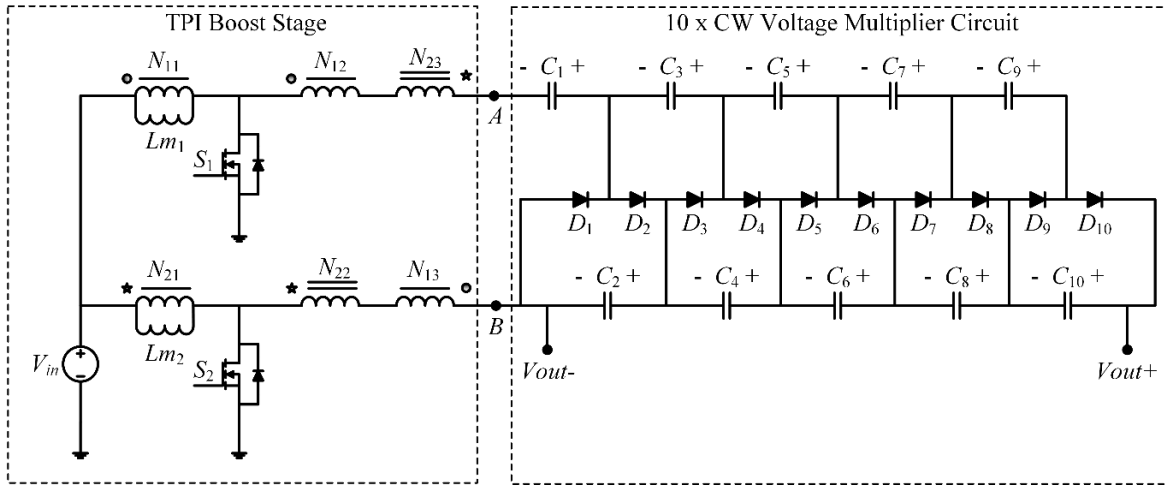 TPI Boost Stage
10 x CW Voltage Multiplier Circuit
N11
N12
N23
- C1 +
- C3 +
- C5 +
- C7 +
- C9 +
A
Lm1
S1
D1
D2
D3
D4
D5
D6
D7
D8
D9
D10
N21
N22
N13
- C2 +
- C4 +
- C6 +
- C8 +
- C10 +
B
Lm2
Vin
+
-
S2
Vout-
Vout+